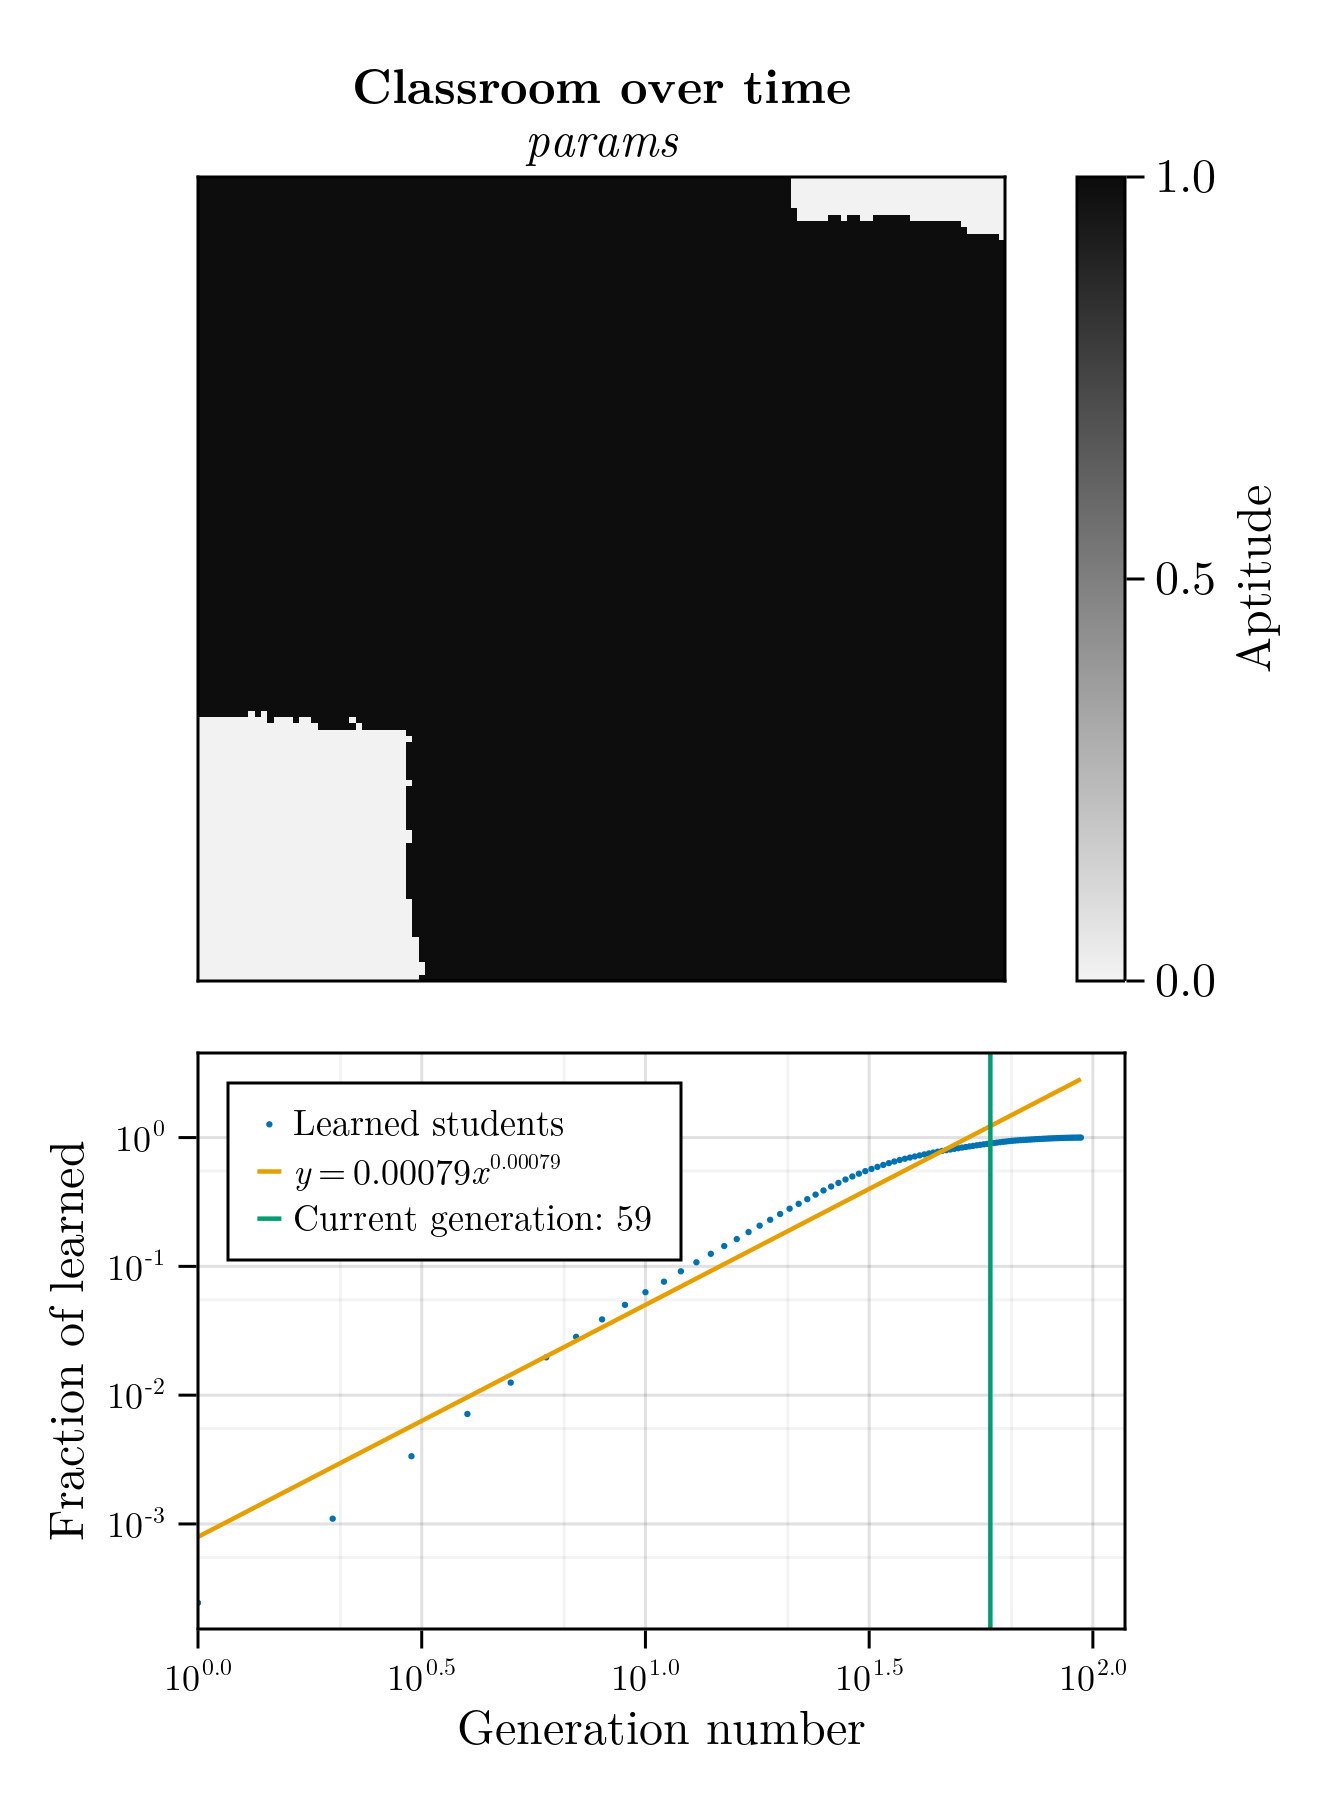 Classroom over time
params
1.0
0.5
0.0
Aptitude
Learned students
y = 0.00079x^0.00079
Current generation: 59
10^0
10^-1
10^-2
10^-3
Fraction of learned
10^0.0 10^0.5 10^1.0 10^1.5 10^2.0
Generation number